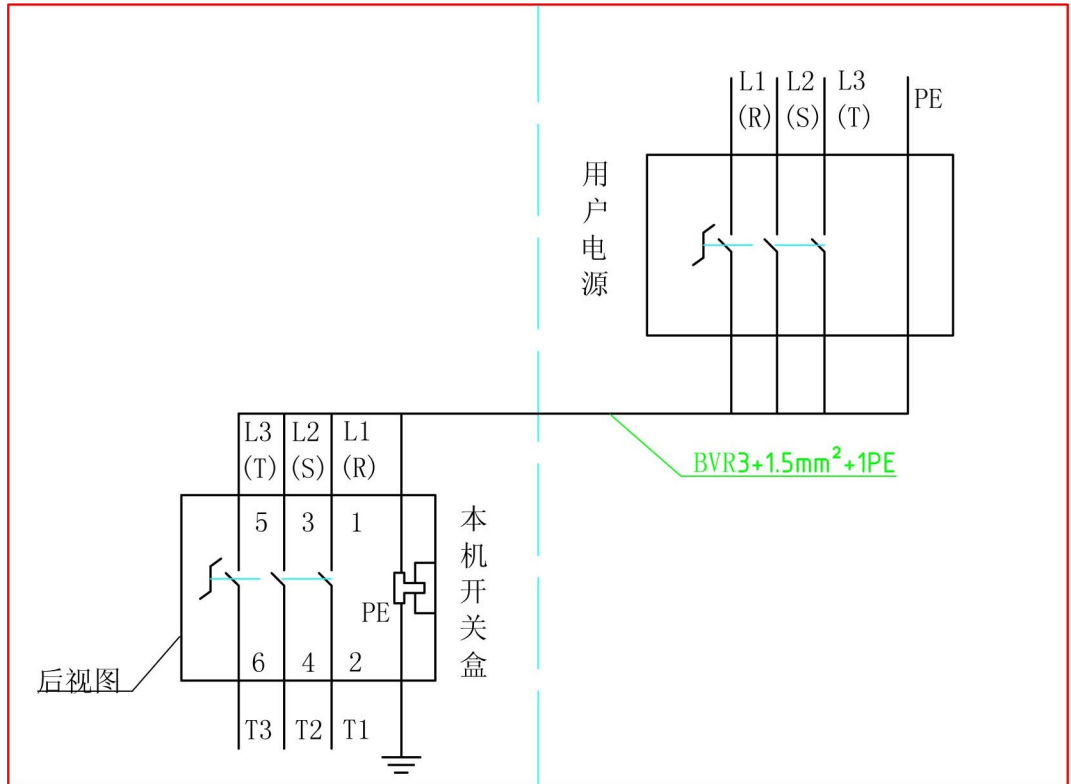 L1 L2 L3 PE
(R) (S) (T)
用户电源
BVR3+1.5mm²+1PE
L3 L2 L1
(T) (S) (R)
5 3 1
本机开关盒
PE
6 4 2
后视图
T3 T2 T1